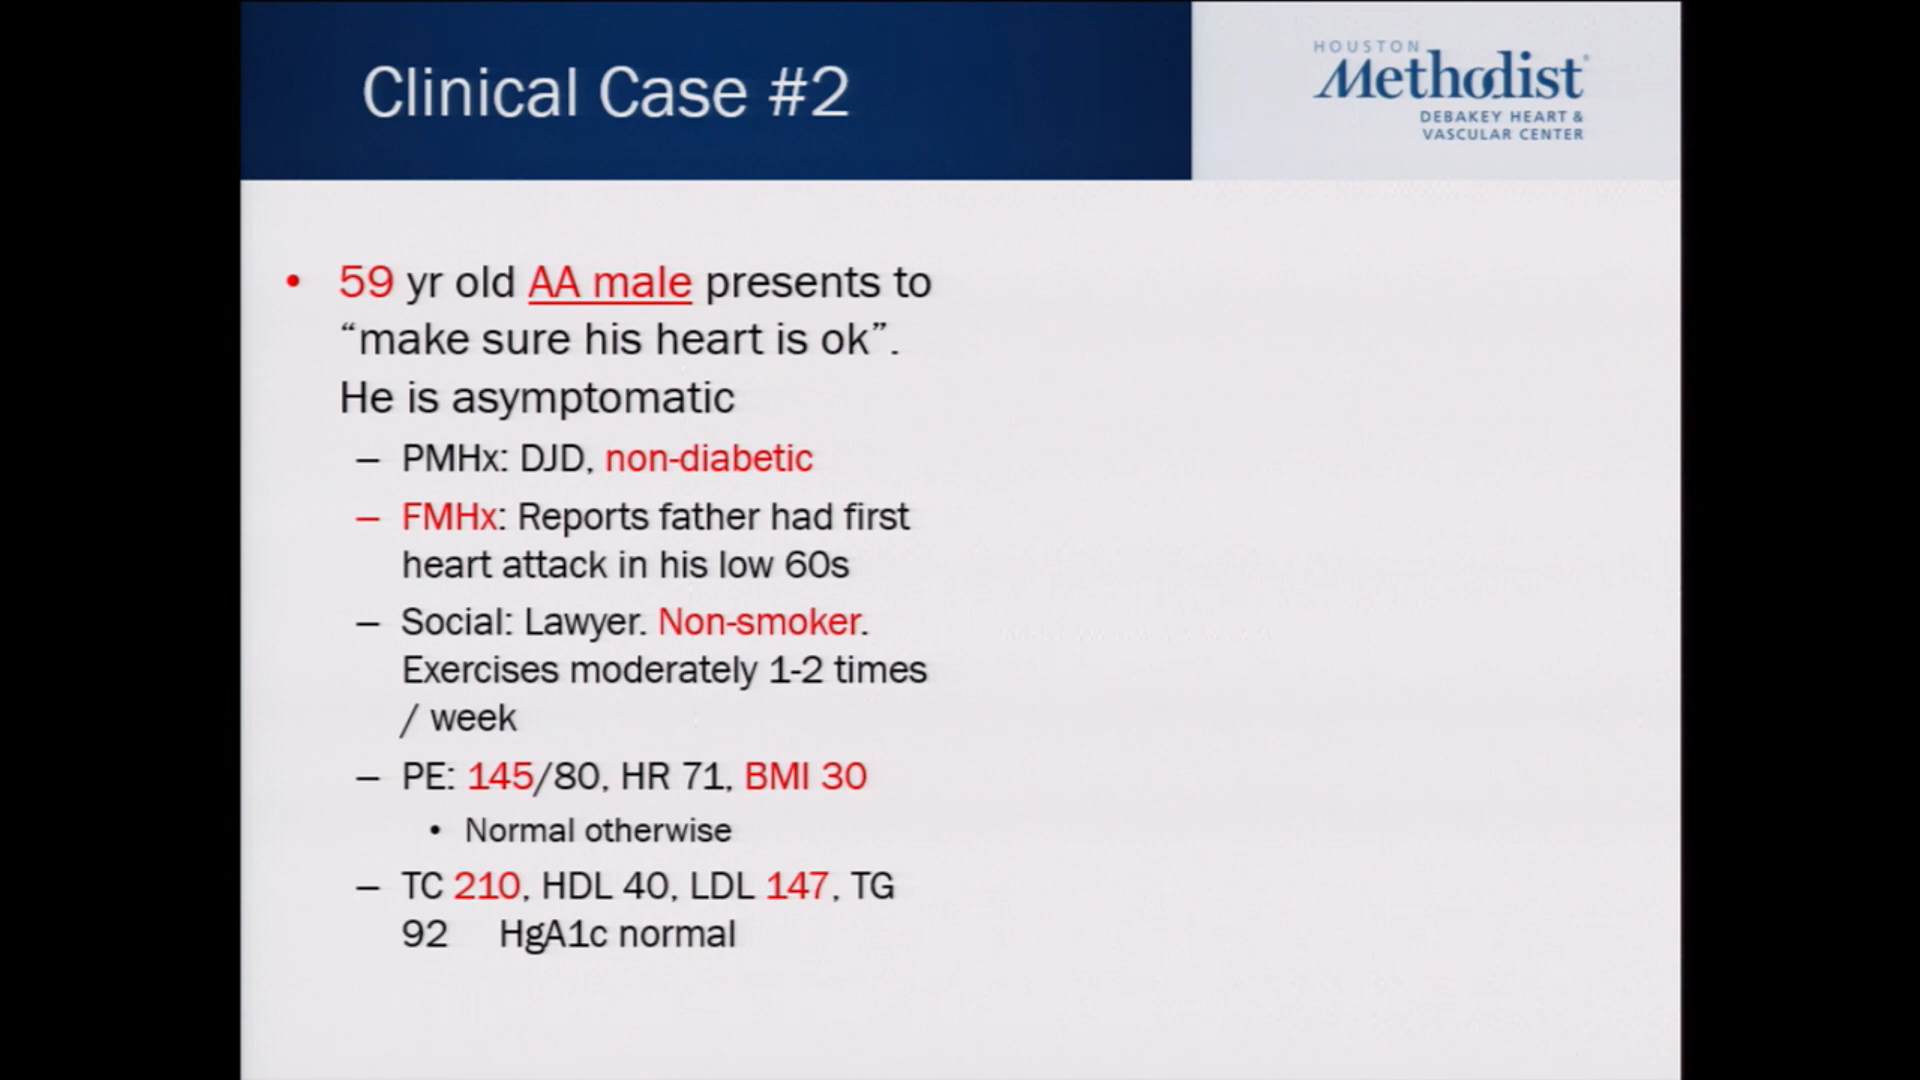 Clinical Case #2
HOUSTON
Methodist
DEBAKEY HEART &
VASCULAR CENTER
• 59 yr old AA male presents to
“make sure his heart is ok”.
He is asymptomatic
– PMHx: DJD, non-diabetic
– FMHx: Reports father had first
heart attack in his low 60s
– Social: Lawyer. Non-smoker.
Exercises moderately 1-2 times
/ week
– PE: 145/80, HR 71, BMI 30
• Normal otherwise
– TC 210, HDL 40, LDL 147, TG
92 HgA1c normal